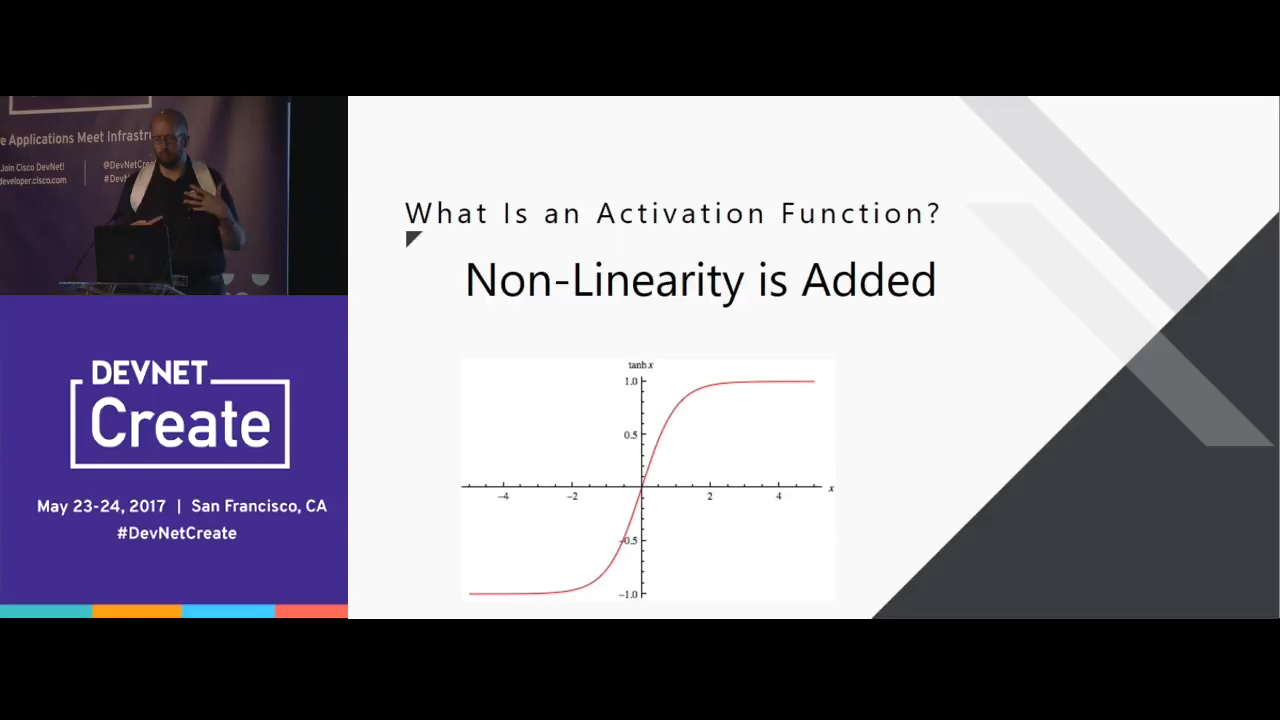 e Applications Meet Infrastr
Join Cisco DevNet!
developer.cisco.com
@DevNetCrea
#DevN
DEVNET
Create
May 23-24, 2017 | San Francisco, CA
#DevNetCreate
What Is an Activation Function?
Non-Linearity is Added
tanh x
1.0
0.5
-4
-2
2
4
x
-0.5
-1.0